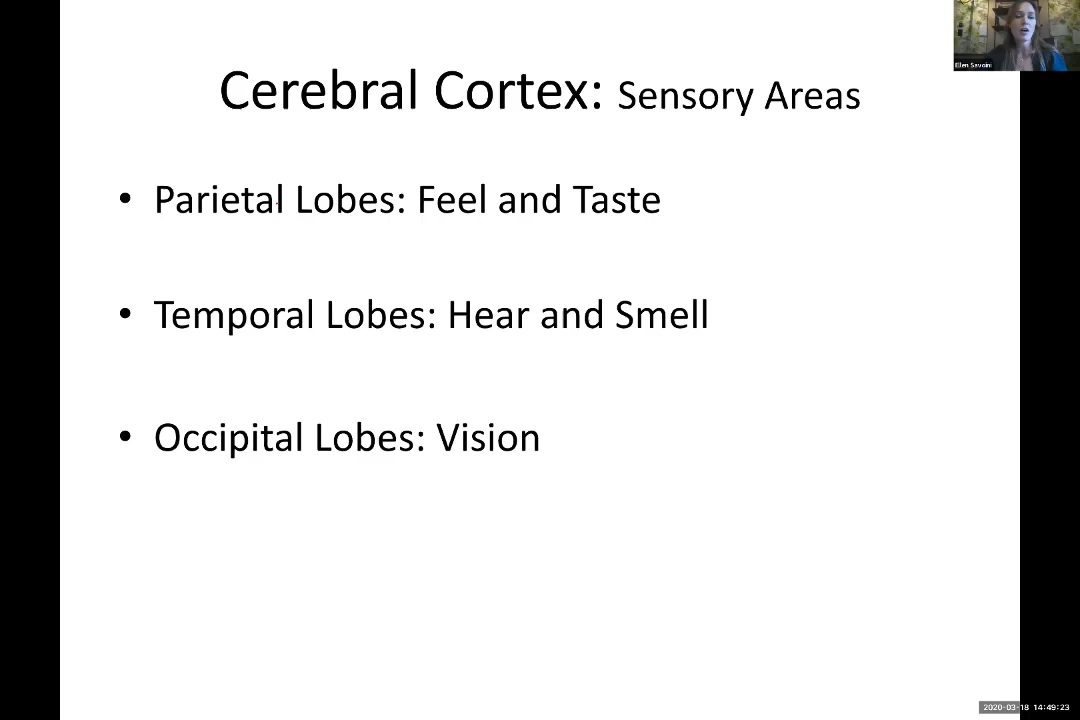 Cerebral Cortex: Sensory Areas
• Parietal Lobes: Feel and Taste
• Temporal Lobes: Hear and Smell
• Occipital Lobes: Vision
Ellen Savoini
2020-03-18 14:49:23